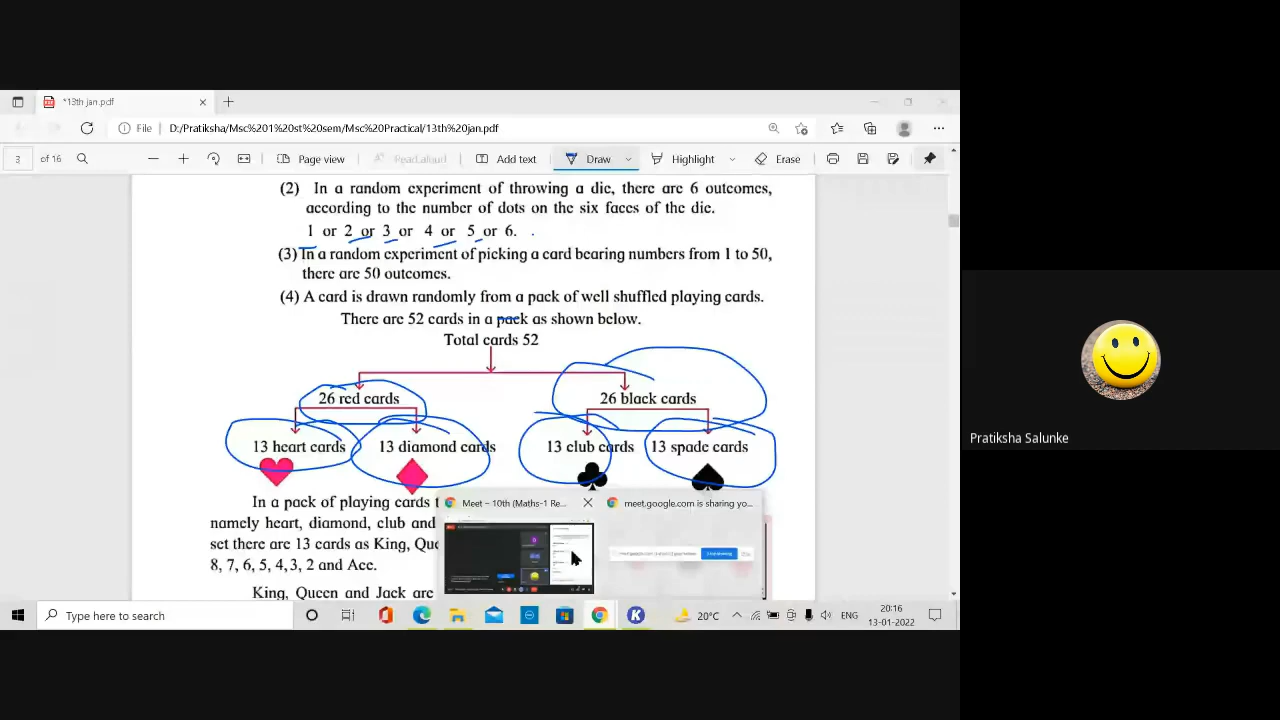 *13th jan.pdf
File
D:/Pratiksha/Msc%201%20st%20sem/Msc%20Practical/13th%20jan.pdf
3 of 16
Page view
Read aloud
Add text
Draw
Highlight
Erase
(2) In a random experiment of throwing a die, there are 6 outcomes,
according to the number of dots on the six faces of the die.
1 or 2 or 3 or 4 or 5 or 6. .
(3) In a random experiment of picking a card bearing numbers from 1 to 50,
there are 50 outcomes.
(4) A card is drawn randomly from a pack of well shuffled playing cards.
There are 52 cards in a pack as shown below.
Total cards 52
26 red cards
26 black cards
13 heart cards
13 diamond cards
13 club cards
13 spade cards
In a pack of playing cards
namely heart, diamond, club and
set there are 13 cards as King,
8, 7, 6, 5, 4, 3, 2 and Ace.
King, Queen and Jack are
Meet – 10th (Maths-1 Re...
meet.google.com is sharing yo...
Type here to search
20°C
ENG
20:16
13-01-2022
Pratiksha Salunke